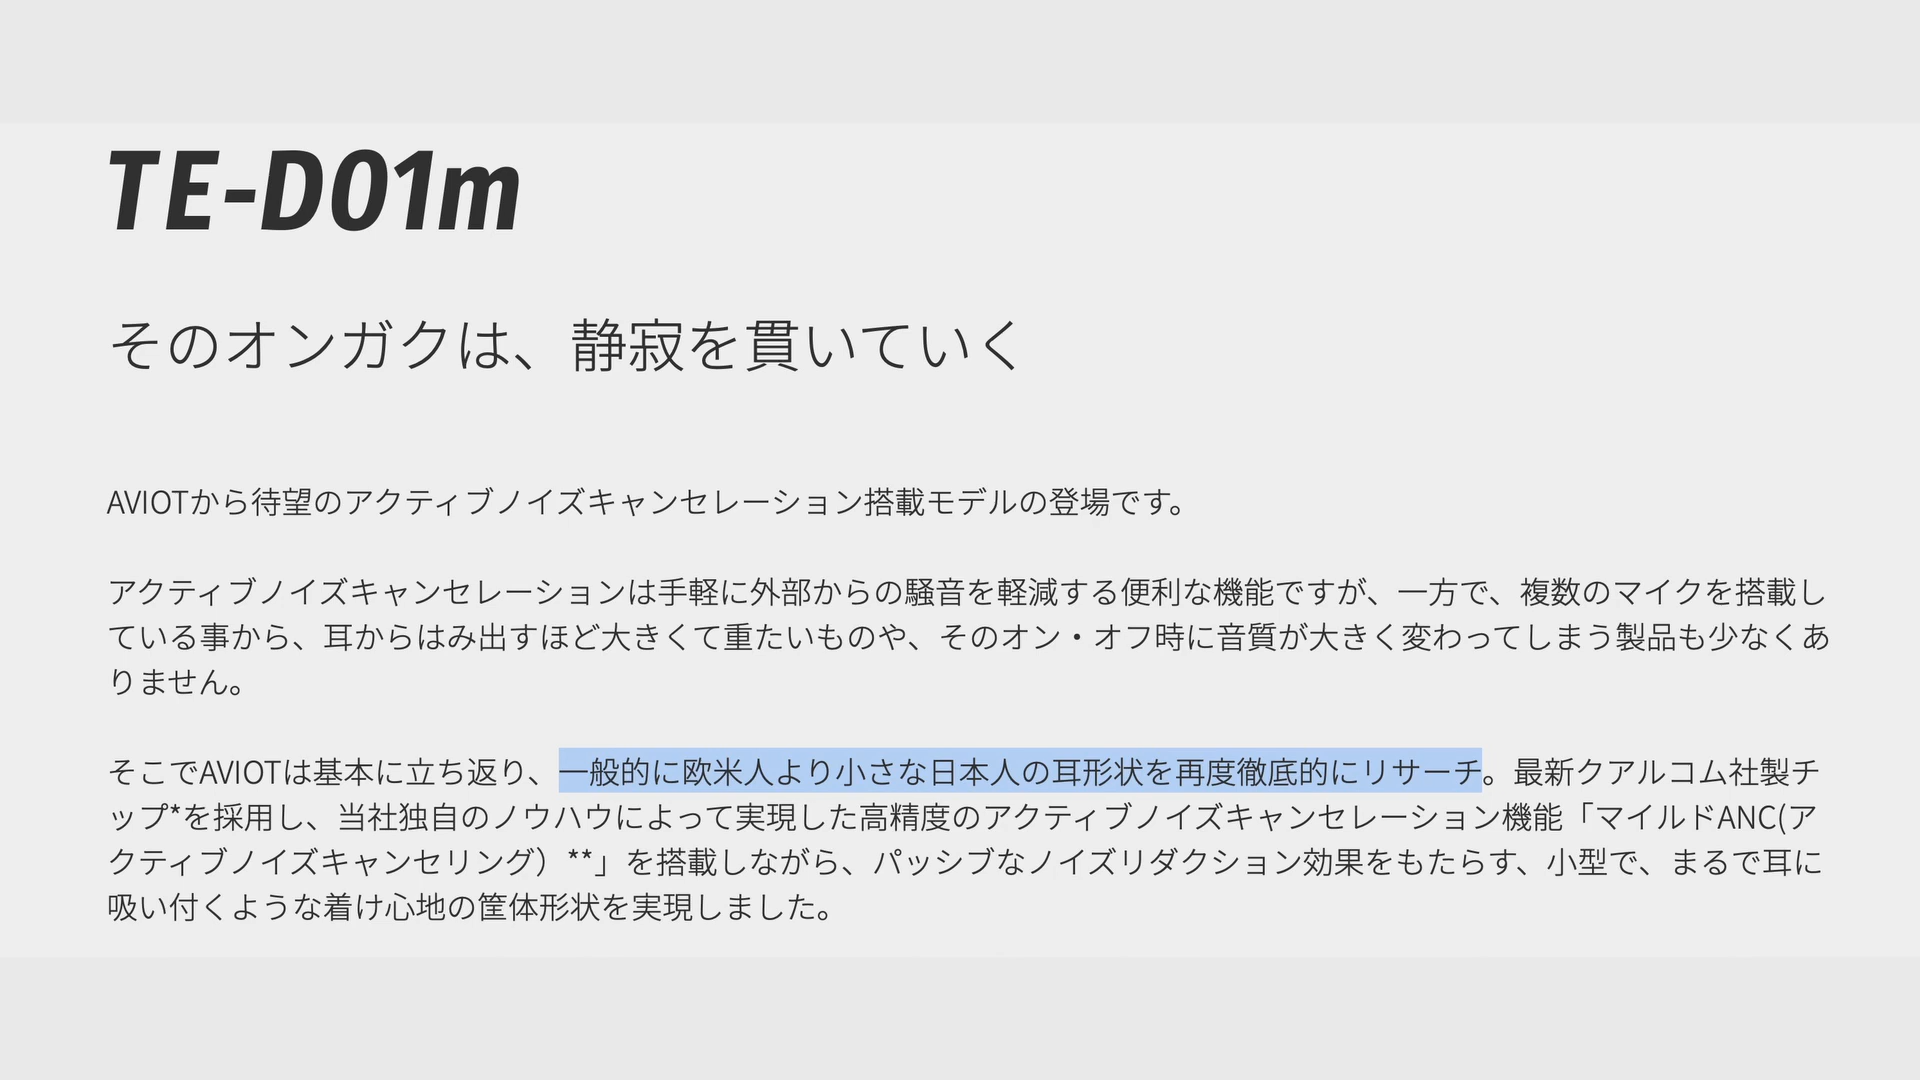 TE-D01m
そのオンガクは、静寂を貫いていく
AVIOTから待望のアクティブノイズキャンセレーション搭載モデルの登場です。
アクティブノイズキャンセレーションは手軽に外部からの騒音を軽減する便利な機能ですが、一方で、複数のマイクを搭載し
ている事から、耳からはみ出すほど大きくて重たいものや、そのオン・オフ時に音質が大きく変わってしまう製品も少なくあ
りません。
そこでAVIOTは基本に立ち返り、一般的に欧米人より小さな日本人の耳形状を再度徹底的にリサーチ。最新クアルコム社製チ
ップ*を採用し、当社独自のノウハウによって実現した高精度のアクティブノイズキャンセレーション機能「マイルドANC(ア
クティブノイズキャンセリング）**」を搭載しながら、パッシブなノイズリダクション効果をもたらす、小型で、まるで耳に
吸い付くような着け心地の筐体形状を実現しました。